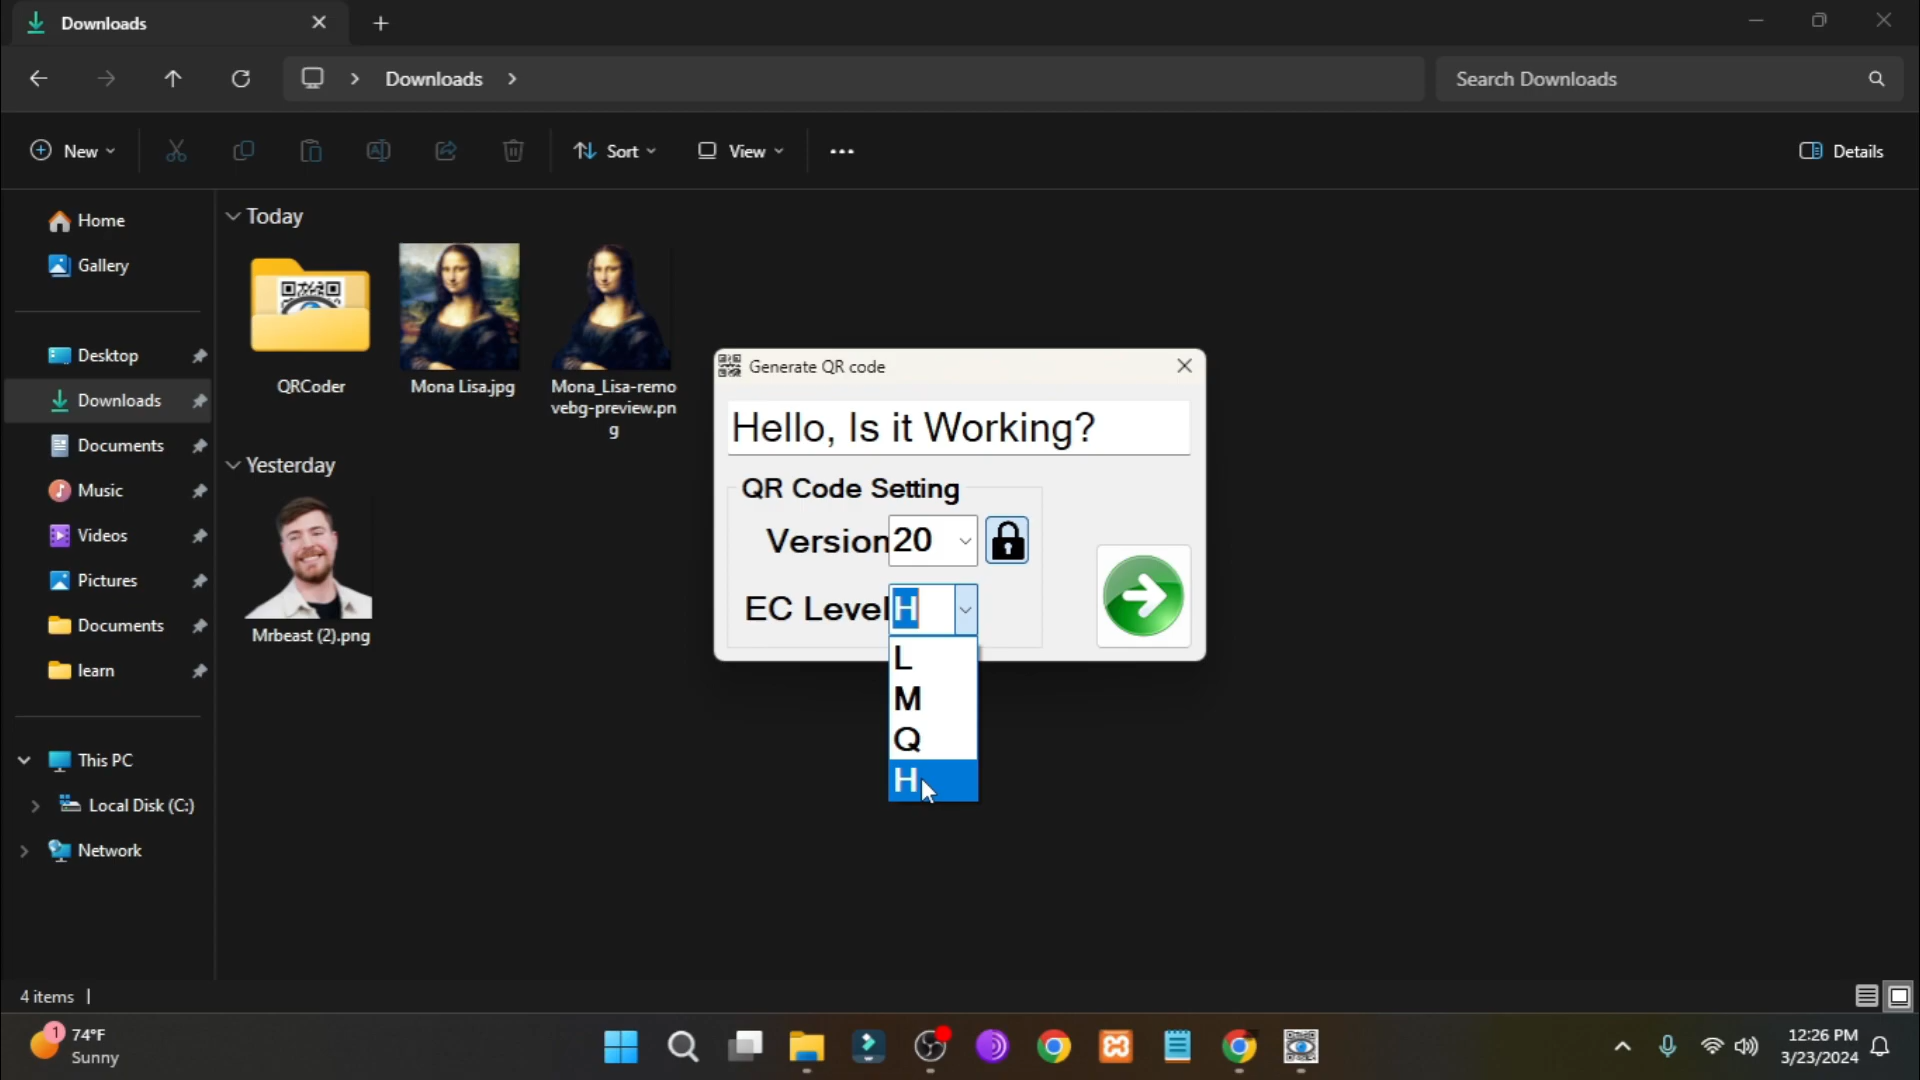 Downloads
Downloads
Search Downloads
New
Sort
View
Details
Home
Gallery
Desktop
Downloads
Documents
Music
Videos
Pictures
Documents
learn
This PC
Local Disk (C:)
Network
Today
QRCoder
Mona Lisa.jpg
Mona_Lisa-remo
vebg-preview.pn
g
Yesterday
Mrbeast (2).png
Generate QR code
Hello, Is it Working?
QR Code Setting
Version 20
EC Level H
L
M
Q
H
4 items
1
74°F
Sunny
12:26 PM
3/23/2024